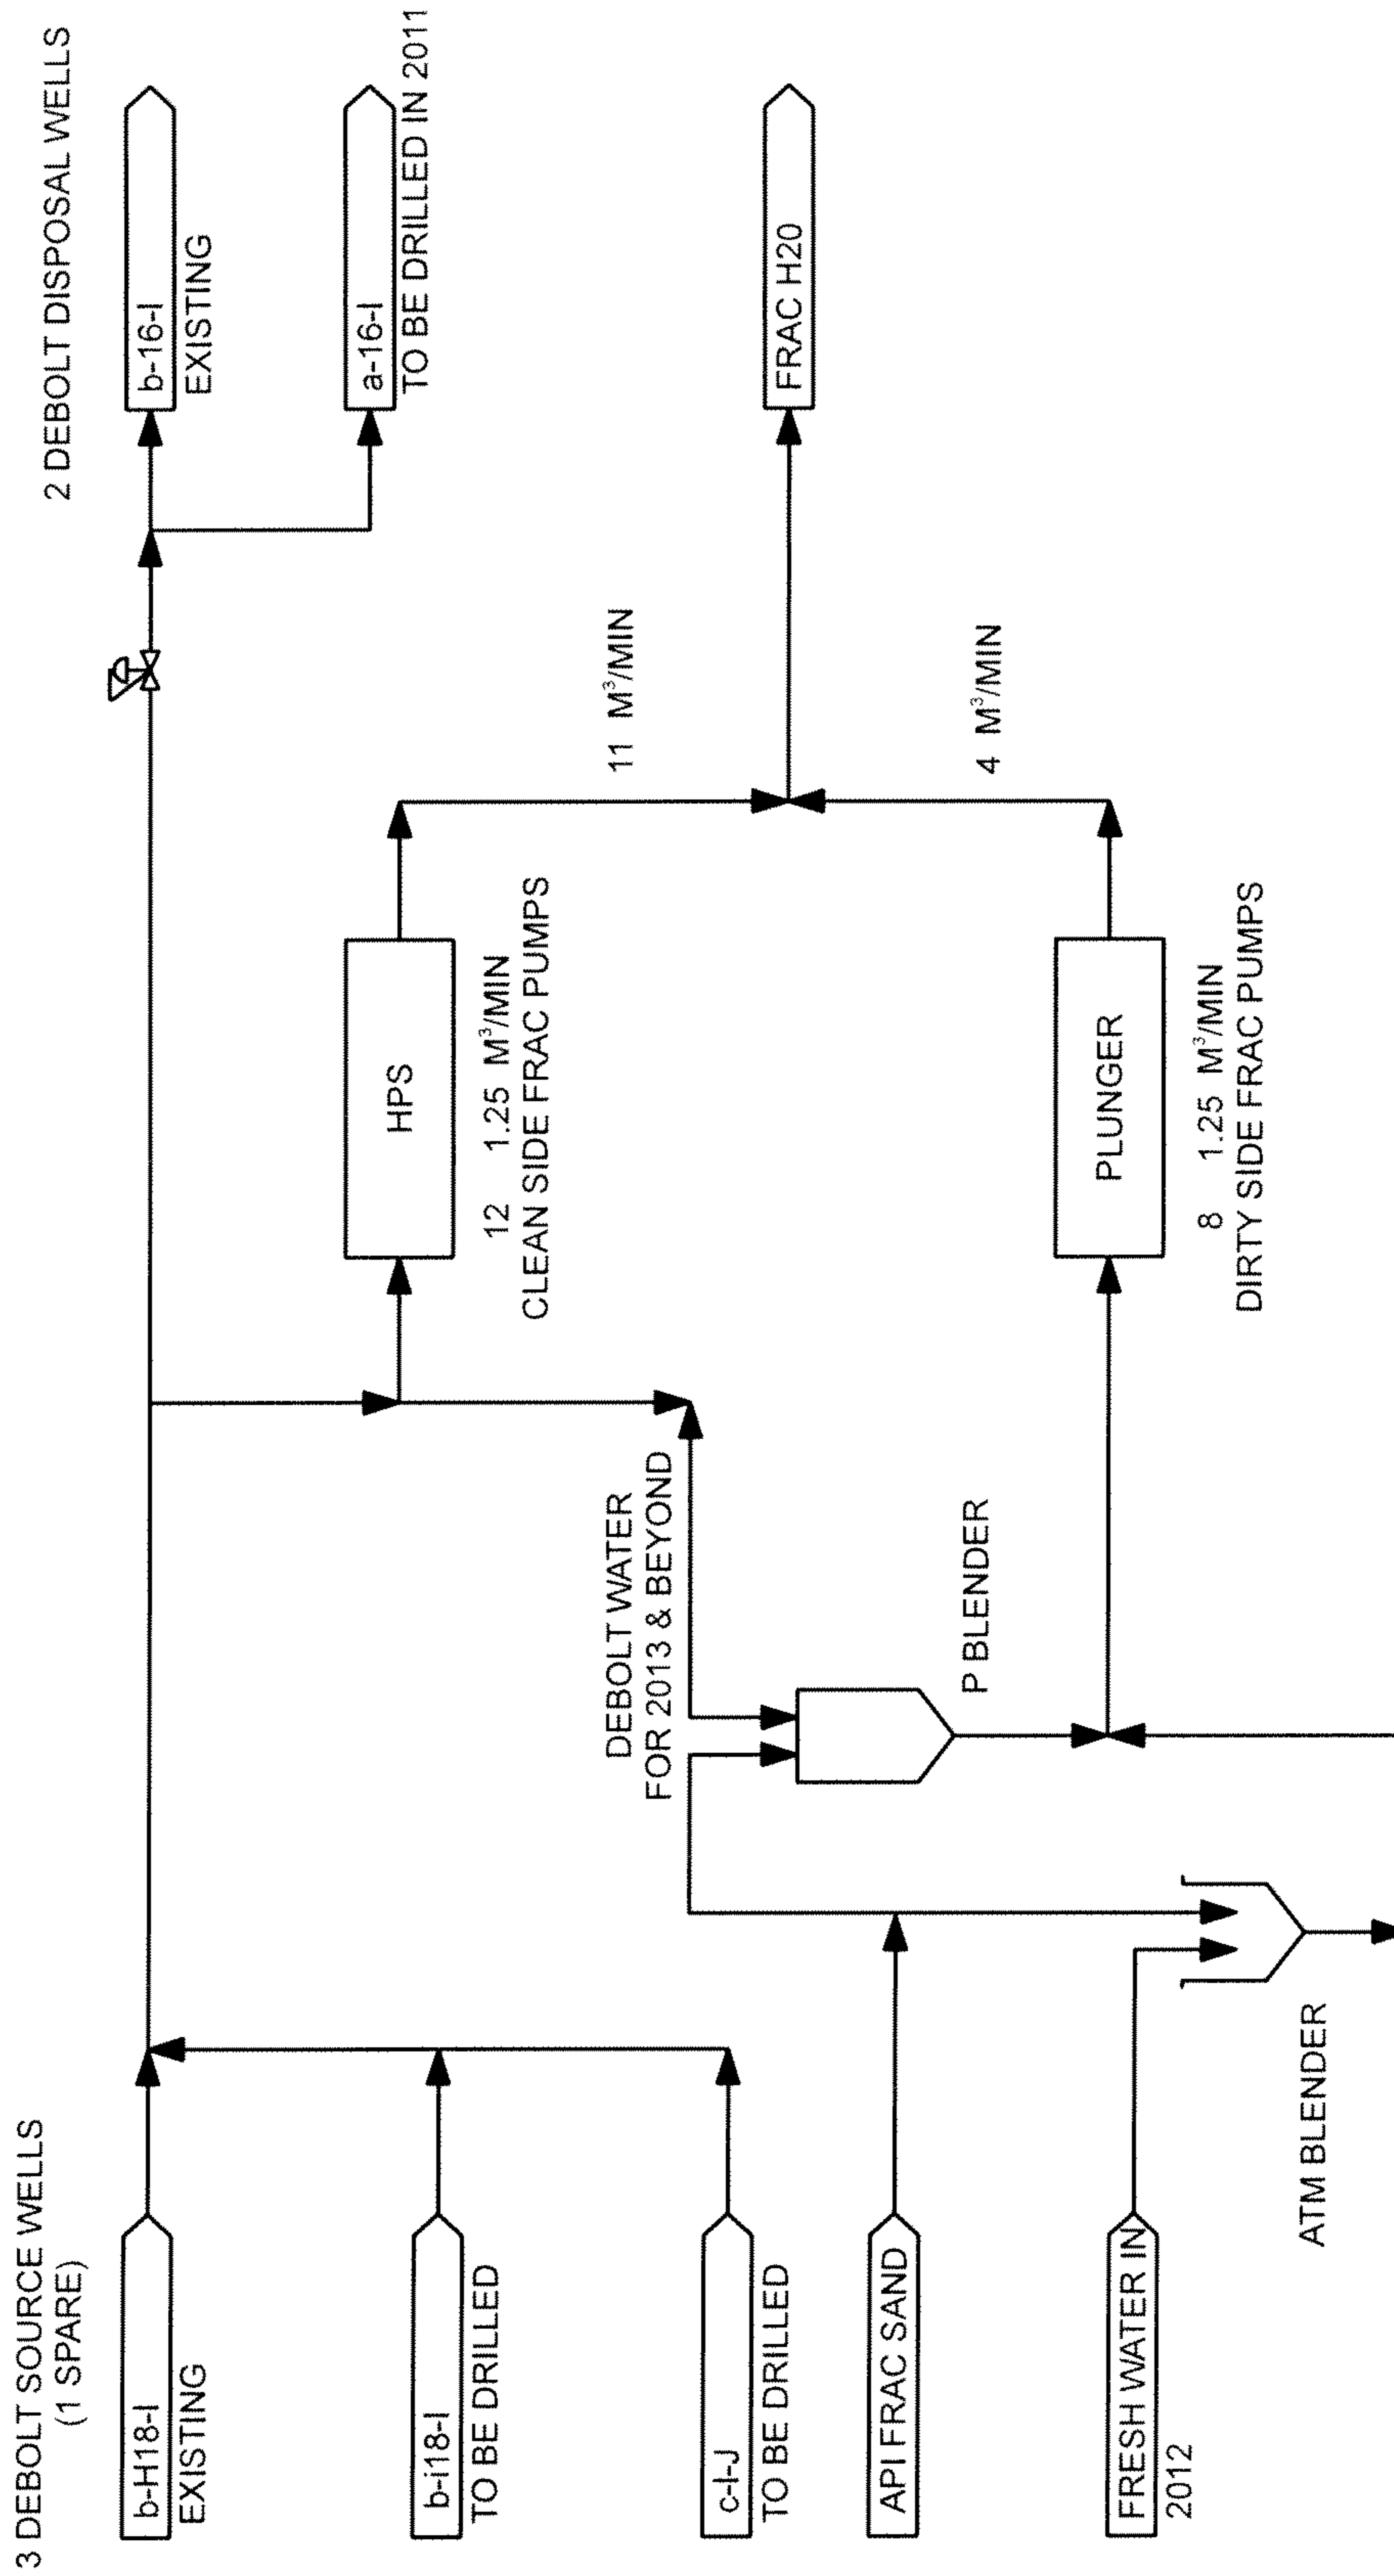 3 DEBOLT SOURCE WELLS
(1 SPARE)
b-H18-I
EXISTING
b-i18-I
TO BE DRILLED
c-I-J
TO BE DRILLED
API FRAC SAND
FRESH WATER IN
2012
ATM BLENDER
DEBOLT WATER
FOR 2013 & BEYOND
P BLENDER
HPS
12 1.25 M³/MIN
CLEAN SIDE FRAC PUMPS
PLUNGER
8 1.25 M³/MIN
DIRTY SIDE FRAC PUMPS
11 M³/MIN
4 M³/MIN
2 DEBOLT DISPOSAL WELLS
b-16-I
EXISTING
a-16-I
TO BE DRILLED IN 2011
FRAC H20